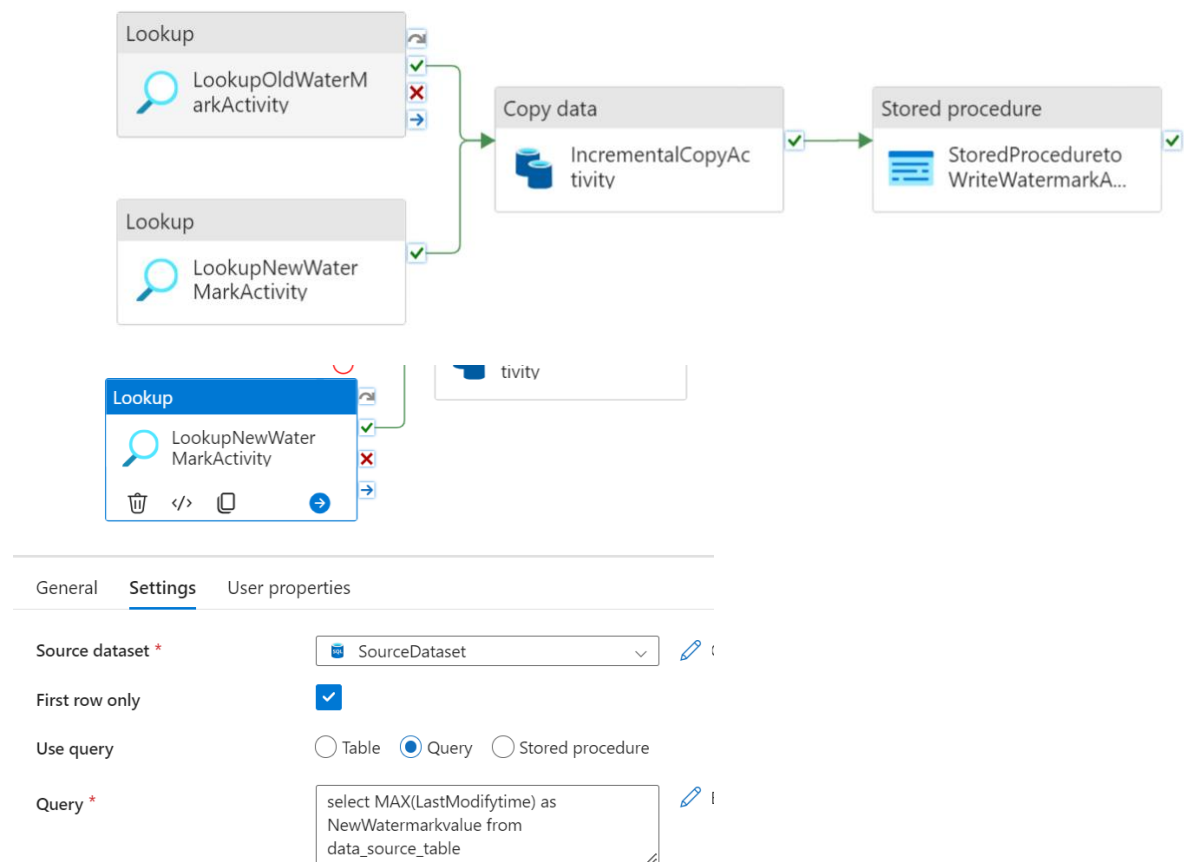 Lookup
LookupOldWaterM
arkActivity
Copy data
IncrementalCopyAc
tivity
Stored procedure
StoredProcedureto
WriteWatermarkA...
Lookup
LookupNewWater
MarkActivity
tivity
Lookup
LookupNewWater
MarkActivity
</>
General Settings User properties
Source dataset * SourceDataset
SQL
First row only
Use query Table Query Stored procedure
Query * select MAX(LastModifytime) as
NewWatermarkvalue from
data_source_table